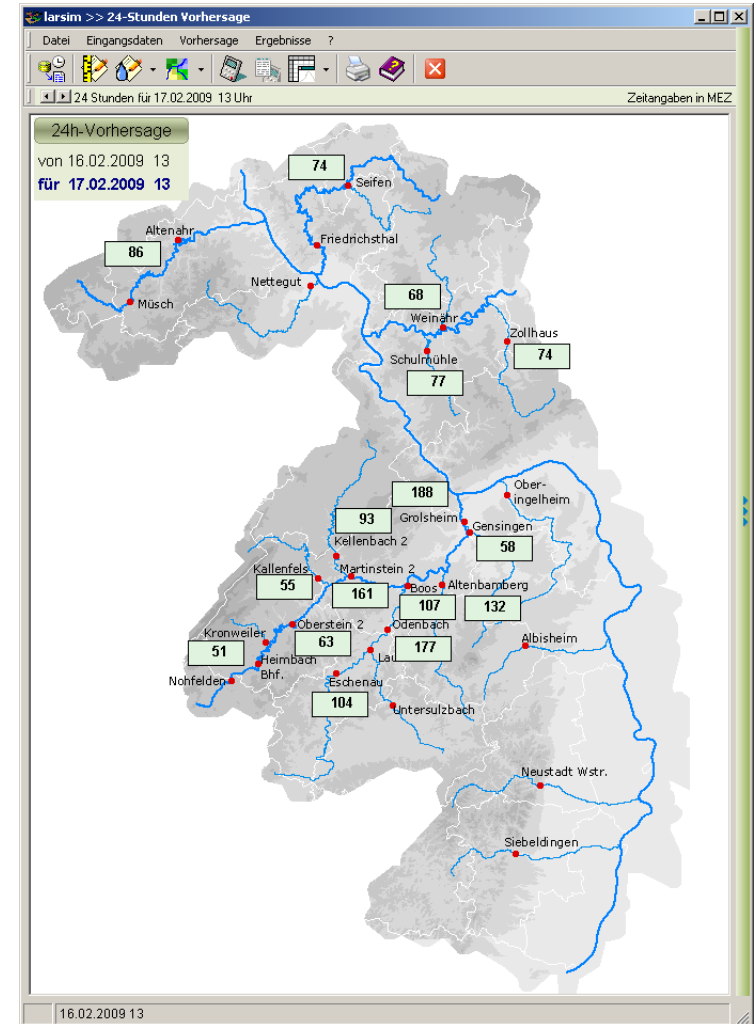 larsim >> 24-Stunden Vorhersage
Datei Eingangsdaten Vorhersage Ergebnisse ?
24 Stunden für 17.02.2009 13 Uhr Zeitangaben in MEZ
24h-Vorhersage
von 16.02.2009 13
für 17.02.2009 13
74
Seifen
Altenahr
86
Friedrichsthal
Nettegut
Müsch
68
Weinähr
Zollhaus
74
Schulmühle
77
188
Ober-
ingelheim
93
Grolsheim
Gensingen
Kellenbach 2
58
Kallenfels
Martinstein 2
55
161
Boos
Altenbamberg
107
132
Oberstein 2
Odenbach
Kronweiler
63
177
Albisheim
51
Lau
Heimbach
Bhf.
Nohfelden
Eschenau
104
Untersulzbach
Neustadt Wstr.
Siebeldingen
16.02.2009 13